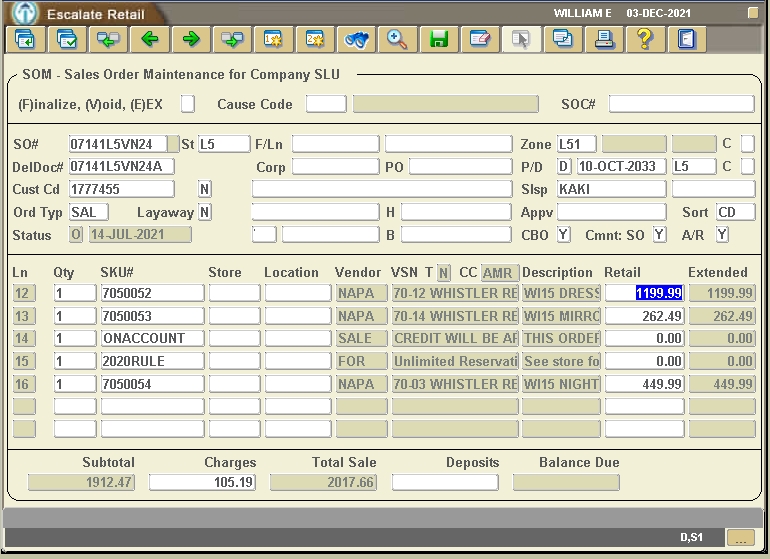 Escalate Retail WILLIAM E 03-DEC-2021
SOM - Sales Order Maintenance for Company SLU
(F)inalize, (V)oid, (E)EX Cause Code SOC#
SO# 07141L5VN24 St L5 F/Ln Zone L51 C
DelDoc# 07141L5VN24A Corp PO P/D D 10-OCT-2033 L5 C
Cust Cd 1777455 N Slsp KAKI
Ord Typ SAL Layaway N H Appv Sort CD
Status O 14-JUL-2021 B CBO Y Cmnt: SO Y A/R Y
Ln Qty SKU# Store Location Vendor VSN T N CC AMR Description Retail Extended
12 1 7050052 NAPA 70-12 WHISTLER RE WI15 DRESS 1199.99 1199.99
13 1 7050053 NAPA 70-14 WHISTLER RE WI15 MIRRO 262.49 262.49
14 1 ONACCOUNT SALE CREDIT WILL BE AF THIS ORDER 0.00 0.00
15 1 2020RULE FOR Unlimited Reservati See store fo 0.00 0.00
16 1 7050054 NAPA 70-03 WHISTLER RE WI15 NIGHT 449.99 449.99
Subtotal Charges Total Sale Deposits Balance Due
1912.47 105.19 2017.66
D,S1 ...